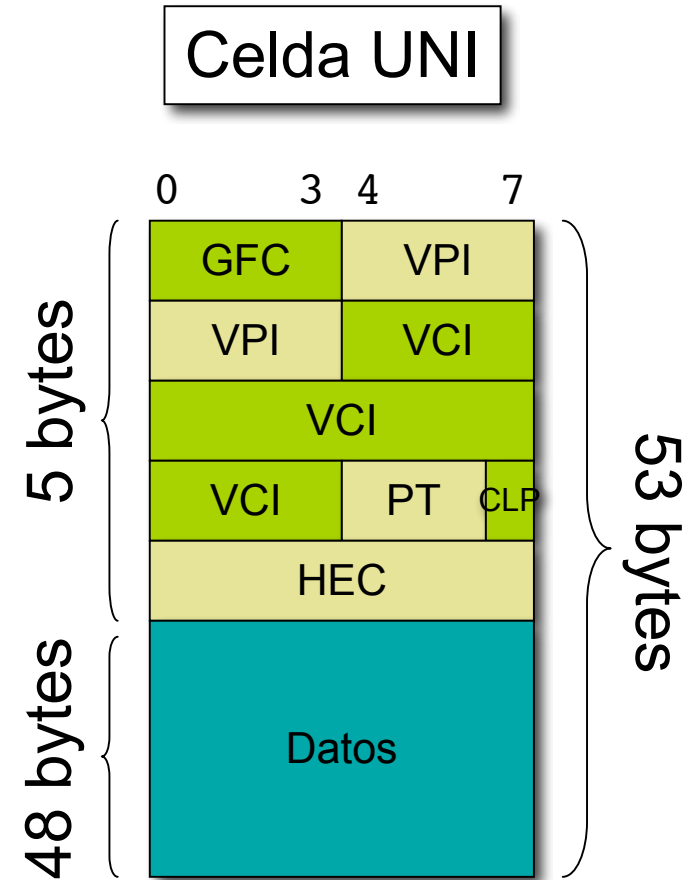 Celda UNI
0 3 4 7
GFC VPI
VPI VCI
VCI
VCI PT CLP
HEC
Datos
5 bytes
48 bytes
53 bytes